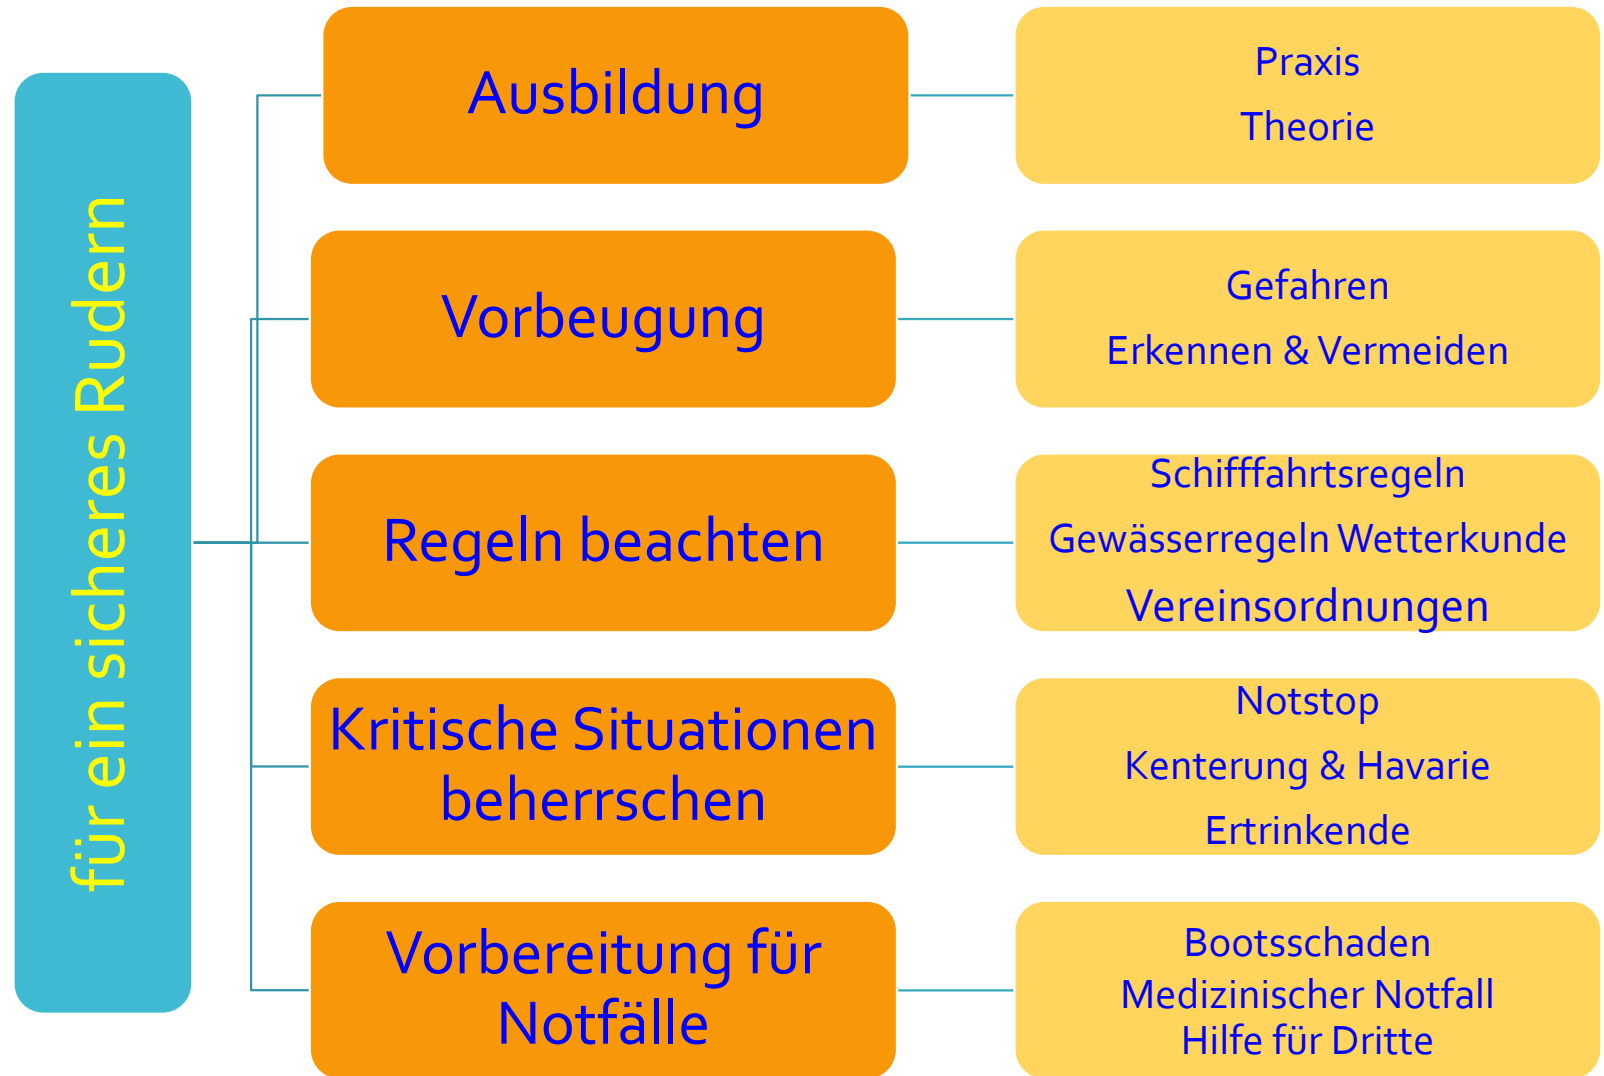 für ein sicheres Rudern
Ausbildung
Praxis
Theorie
Vorbeugung
Gefahren
Erkennen & Vermeiden
Regeln beachten
Schifffahrtsregeln
Gewässerregeln Wetterkunde
Vereinsordnungen
Kritische Situationen
beherrschen
Notstop
Kenterung & Havarie
Ertrinkende
Vorbereitung für
Notfälle
Bootsschaden
Medizinischer Notfall
Hilfe für Dritte